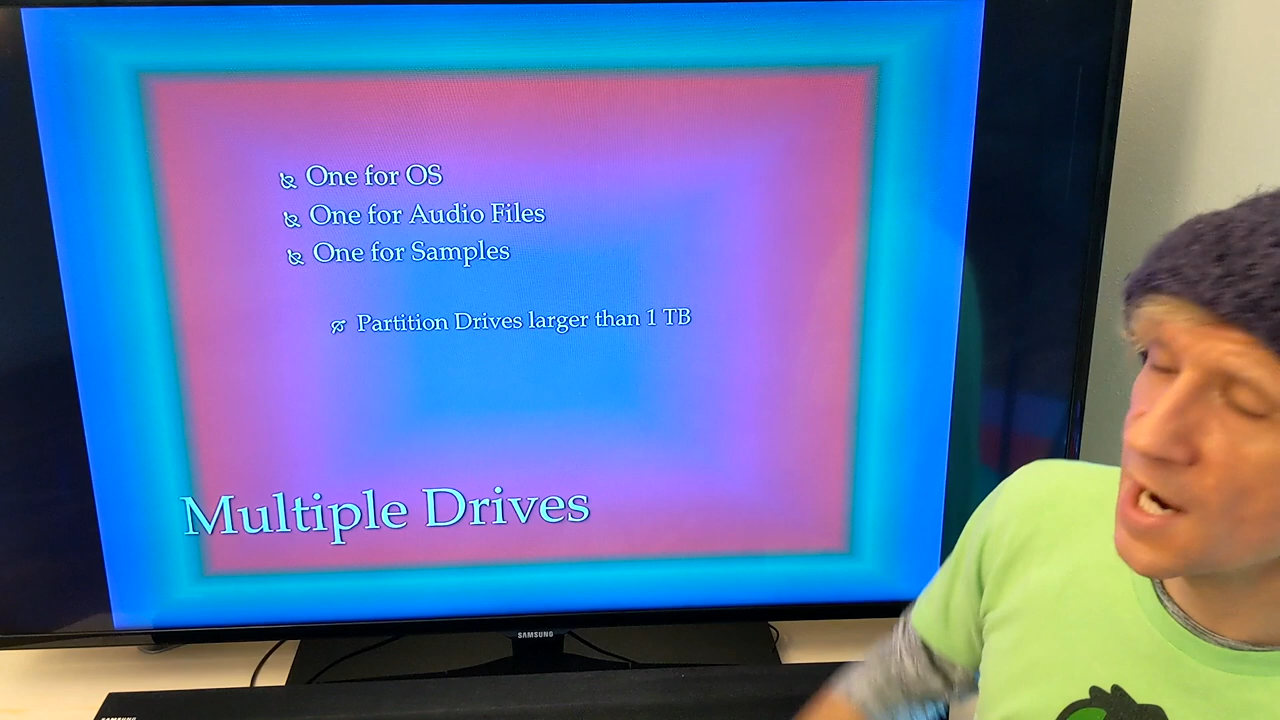 One for OS
One for Audio Files
One for Samples
Partition Drives larger than 1 TB
Multiple Drives
SAMSUNG
SAMSUNG